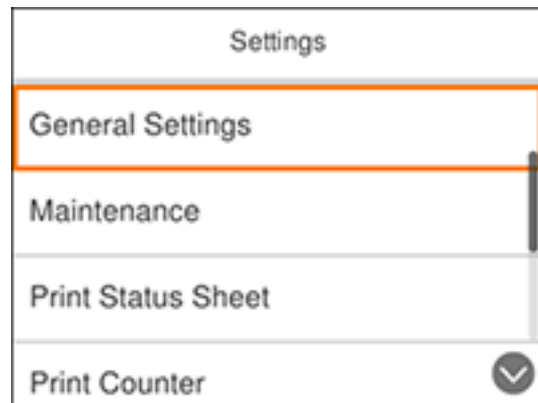 Settings
General Settings
Maintenance
Print Status Sheet
Print Counter